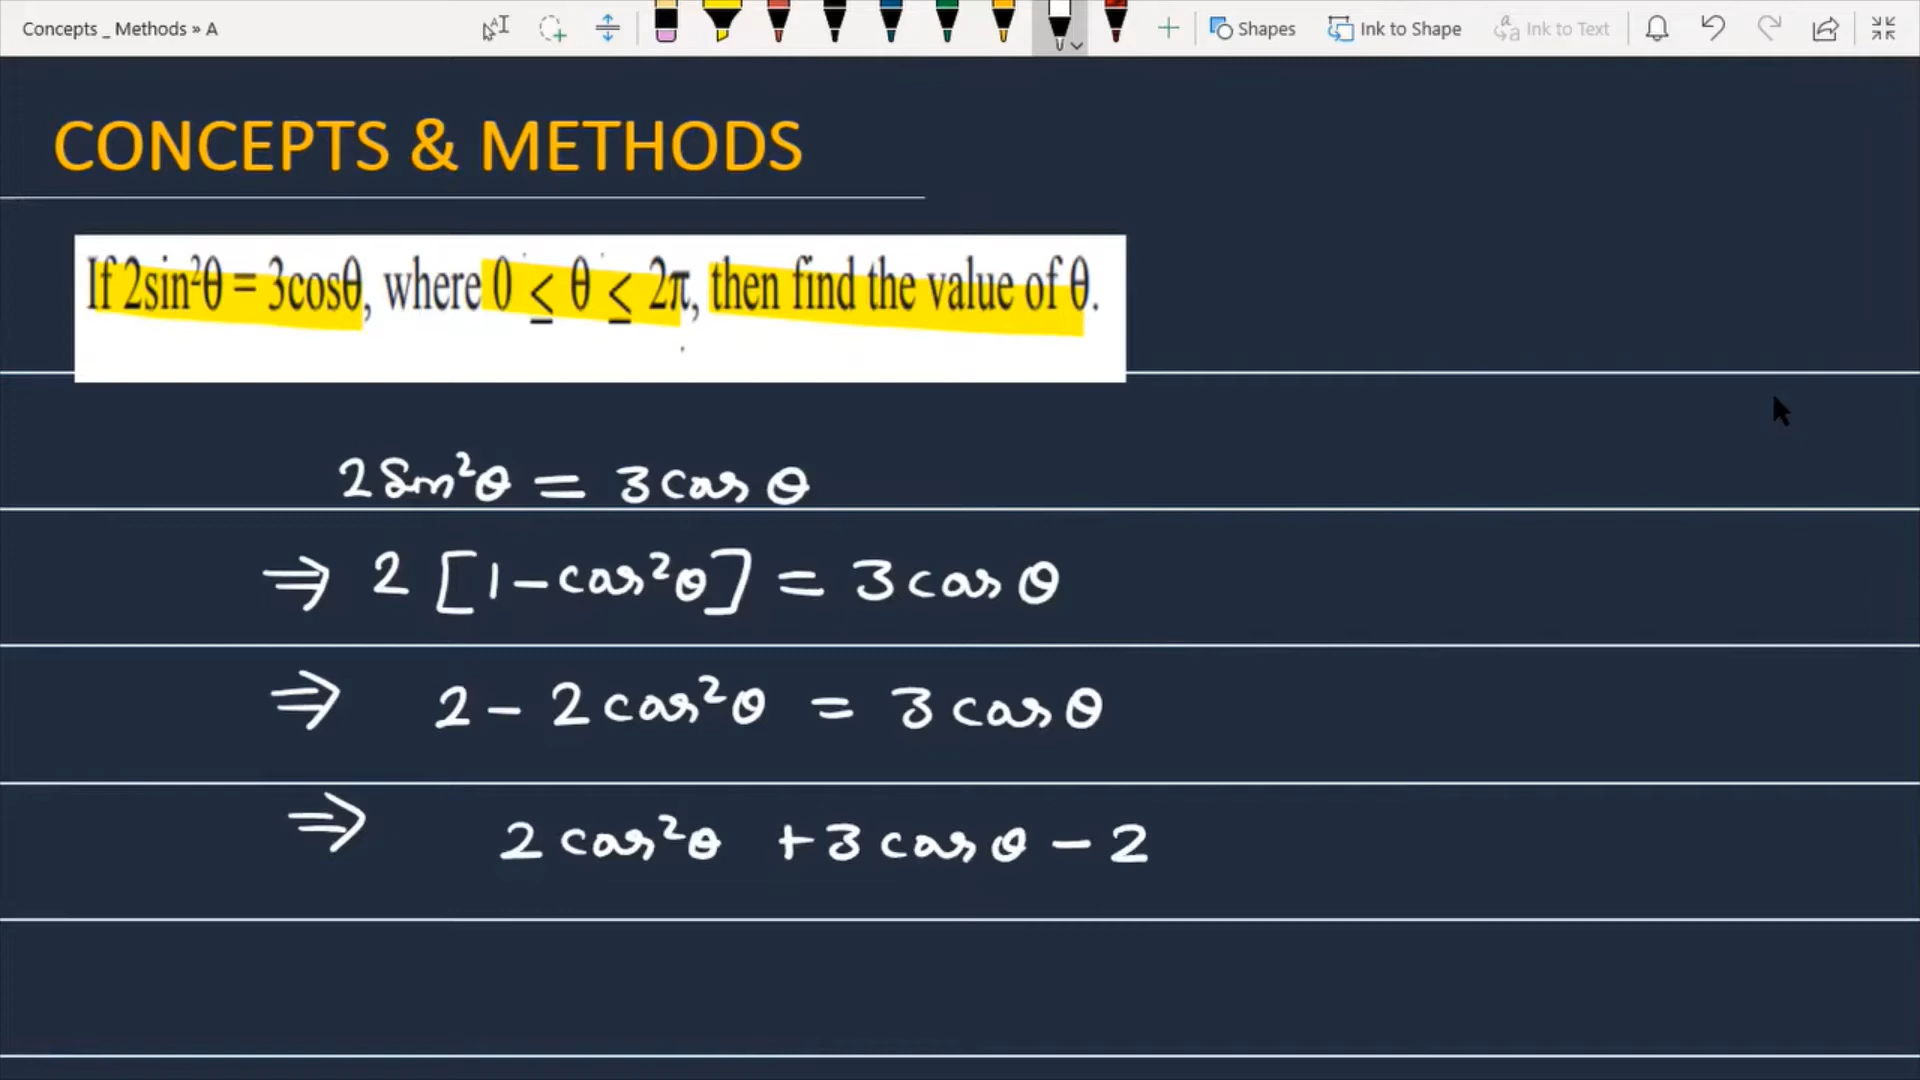 Concepts _ Methods » A
Shapes
Ink to Shape
Ink to Text
CONCEPTS & METHODS
If 2sin²θ = 3cosθ, where 0 ≤ θ ≤ 2π, then find the value of θ.
2 Sin²θ = 3 cos θ
⇒ 2 [1 - cos²θ] = 3 cos θ
⇒ 2 - 2 cos²θ = 3 cos θ
⇒ 2 cos²θ + 3 cos θ - 2